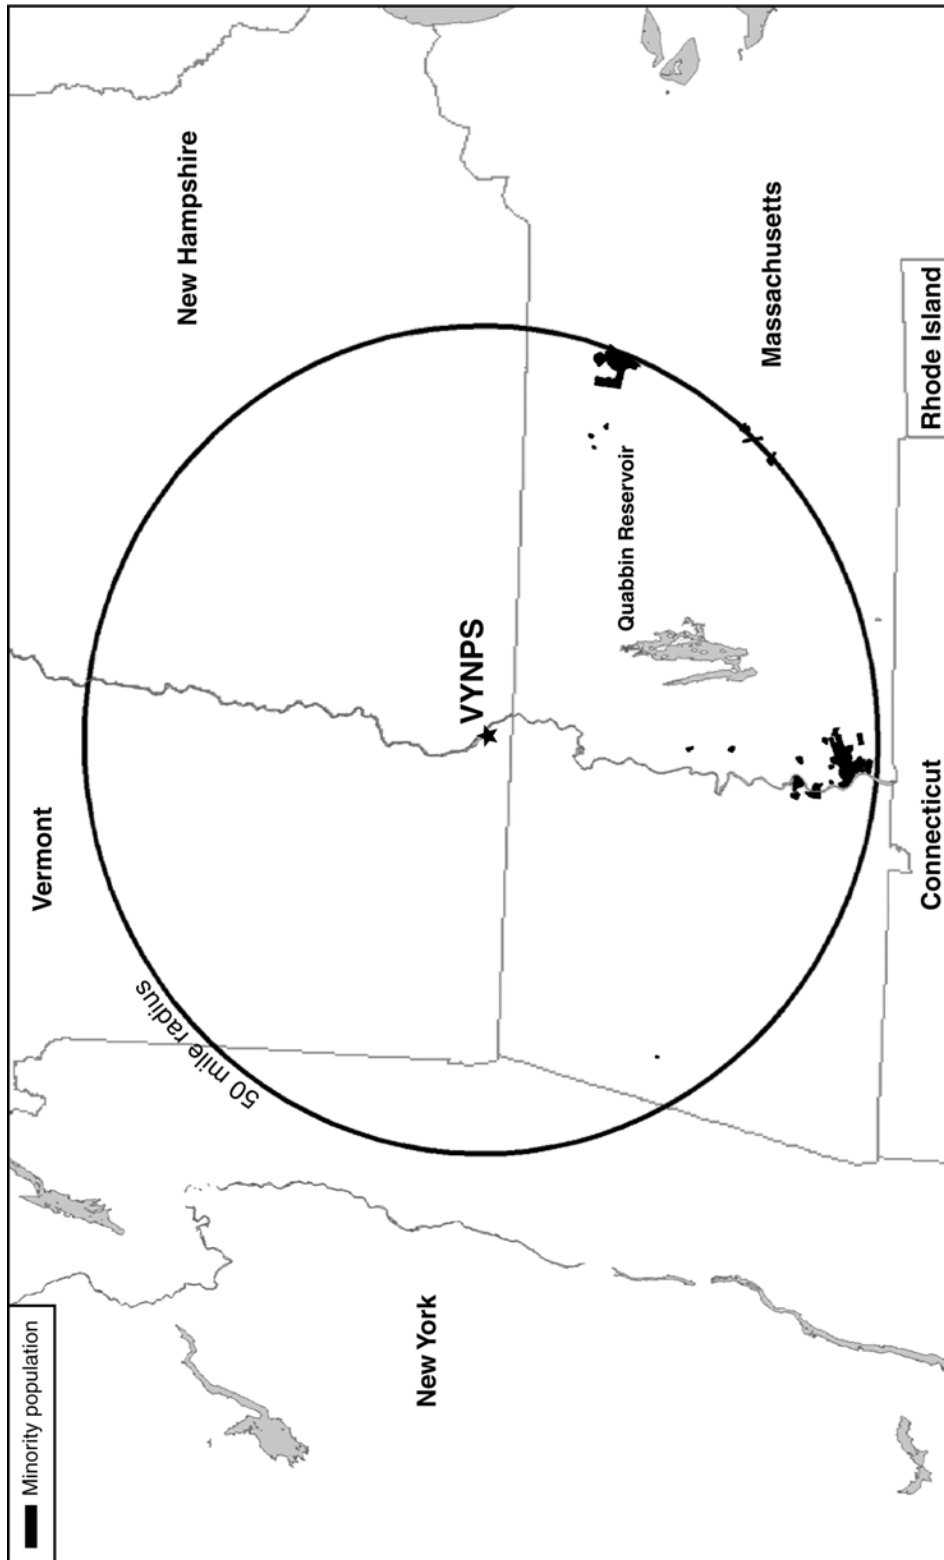 Minority population
Vermont
New Hampshire
50 mile radius
VYNPS
New York
Quabbin Reservoir
Massachusetts
Connecticut
Rhode Island